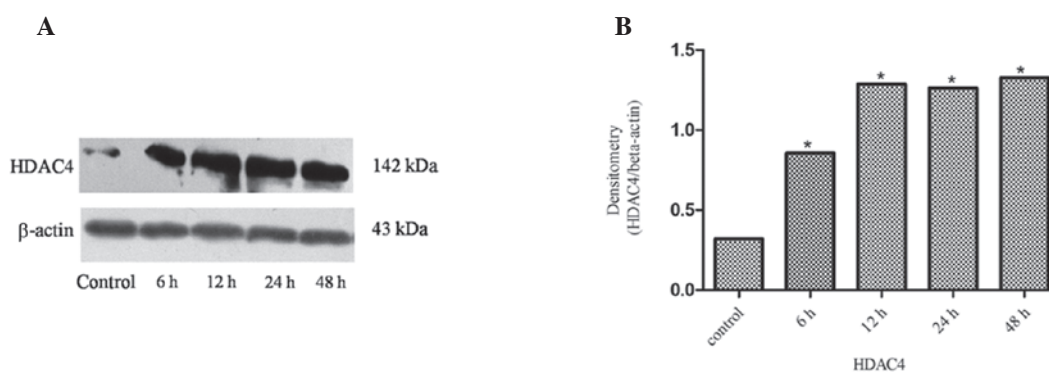 A
HDAC4
142 kDa
β-actin
43 kDa
Control 6 h 12 h 24 h 48 h
B
Densitometry
(HDAC4/beta-actin)
1.5
1.0
0.5
0.0
* * * *
control 6 h 12 h 24 h 48 h
HDAC4